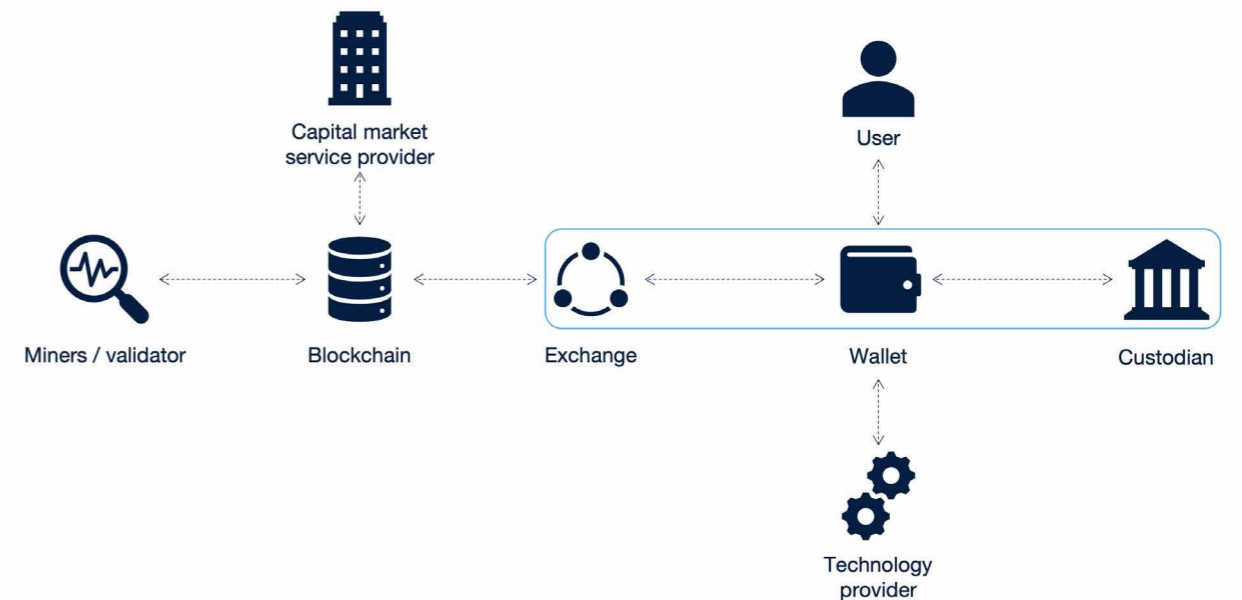 Capital market
service provider
User
Miners / validator
Blockchain
Exchange
Wallet
Custodian
Technology
provider